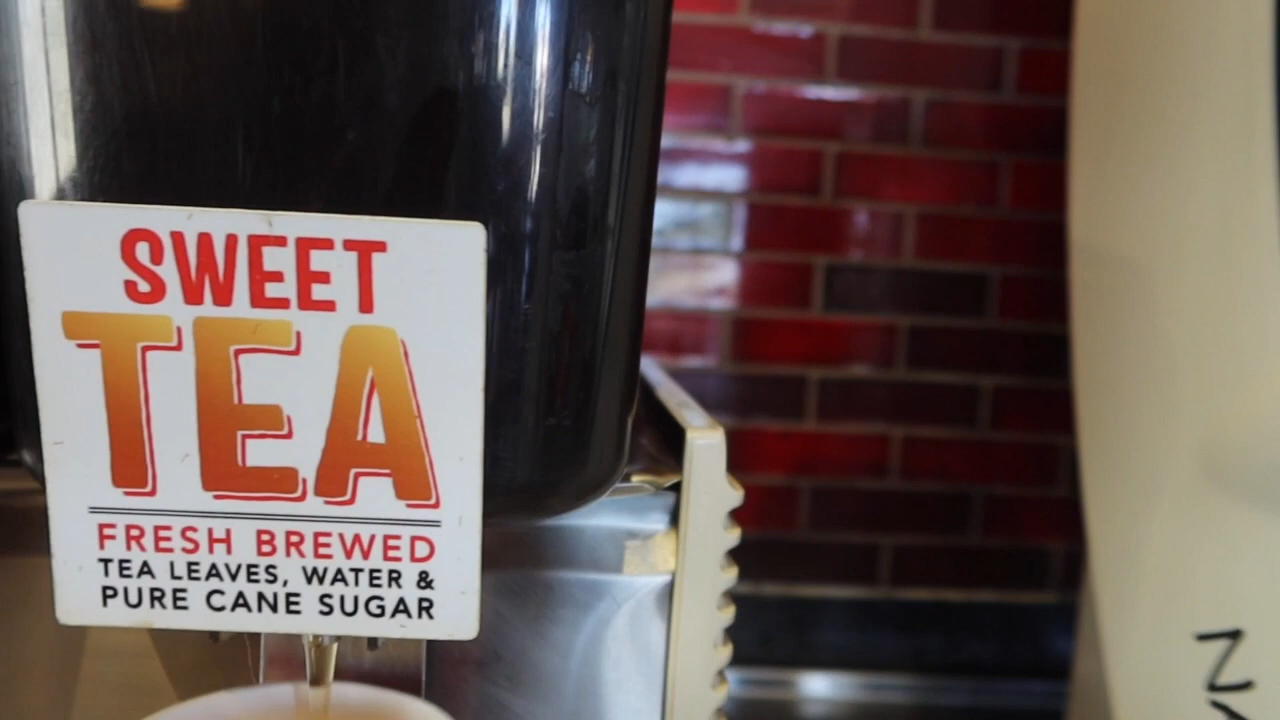 SWEET
TEA
FRESH BREWED
TEA LEAVES, WATER &
PURE CANE SUGAR